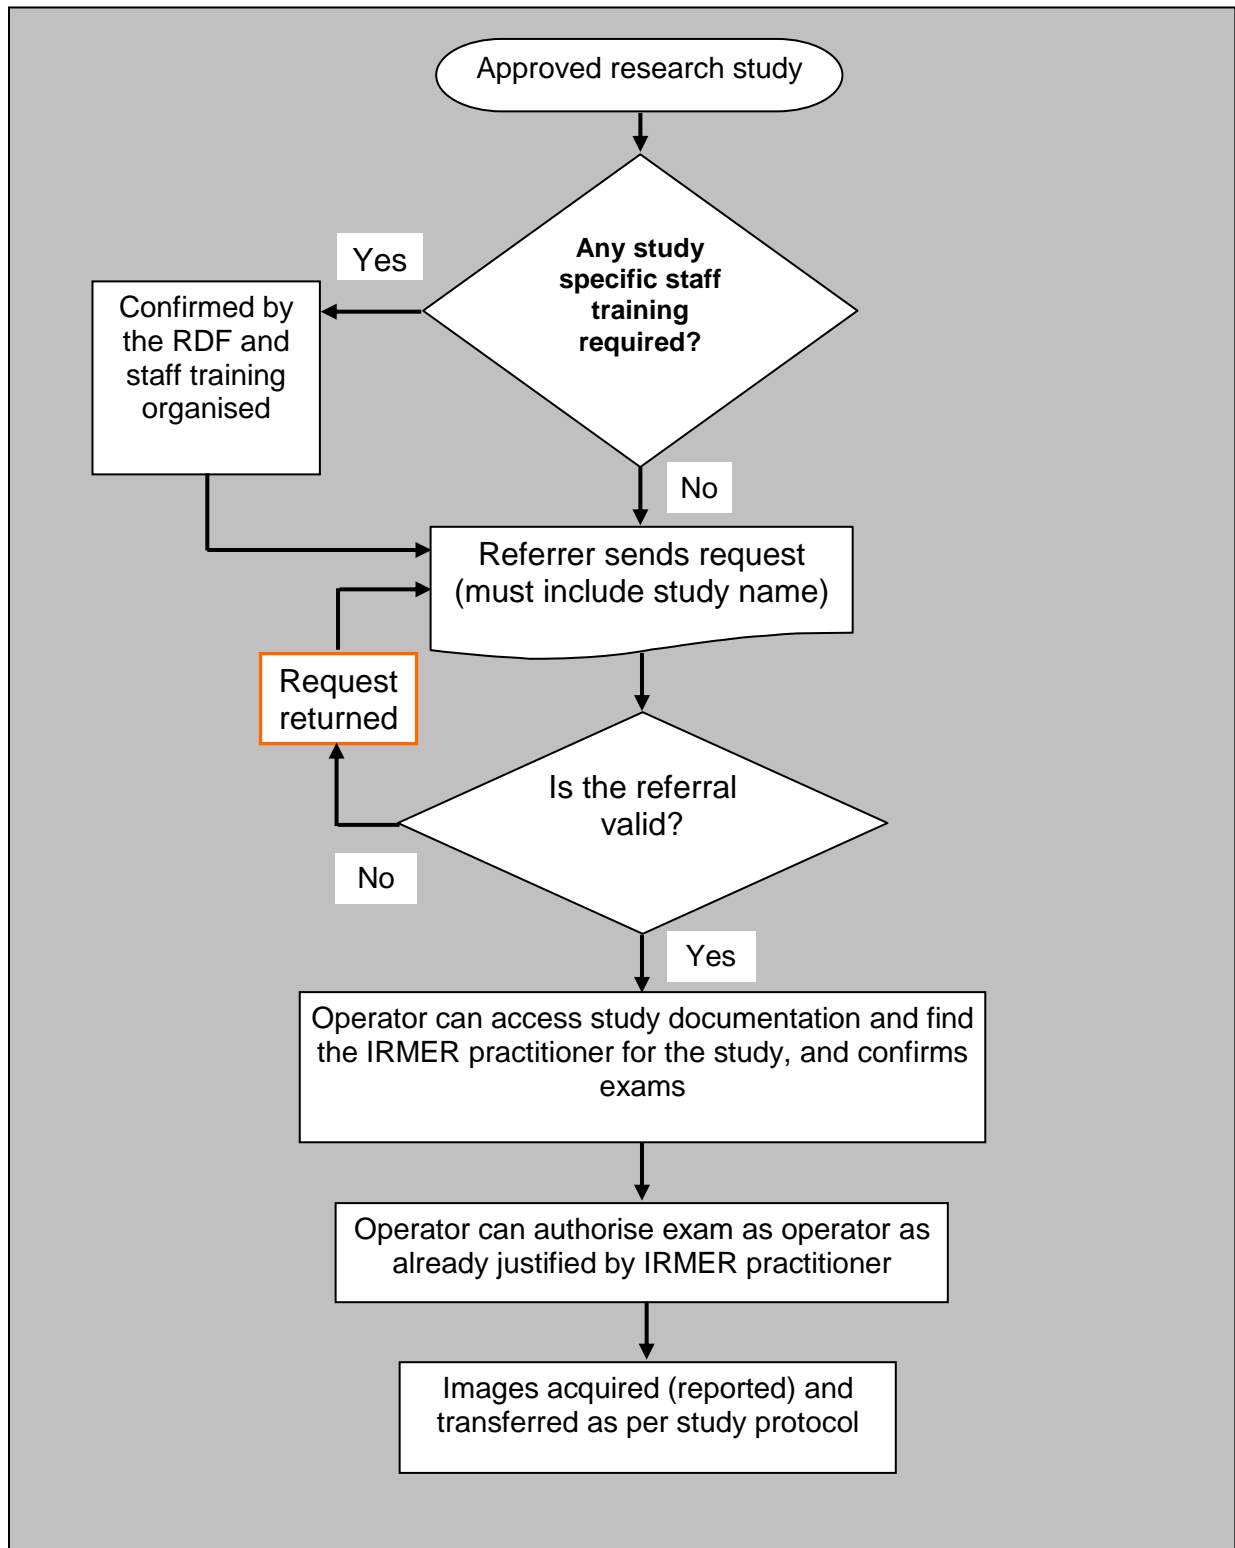 Approved research study
Any study
specific staff
training
required?
Yes
Confirmed by
the RDF and
staff training
organised
No
Referrer sends request
(must include study name)
Request
returned
Is the referral
valid?
No
Yes
Operator can access study documentation and find
the IRMER practitioner for the study, and confirms
exams
Operator can authorise exam as operator as
already justified by IRMER practitioner
Images acquired (reported) and
transferred as per study protocol